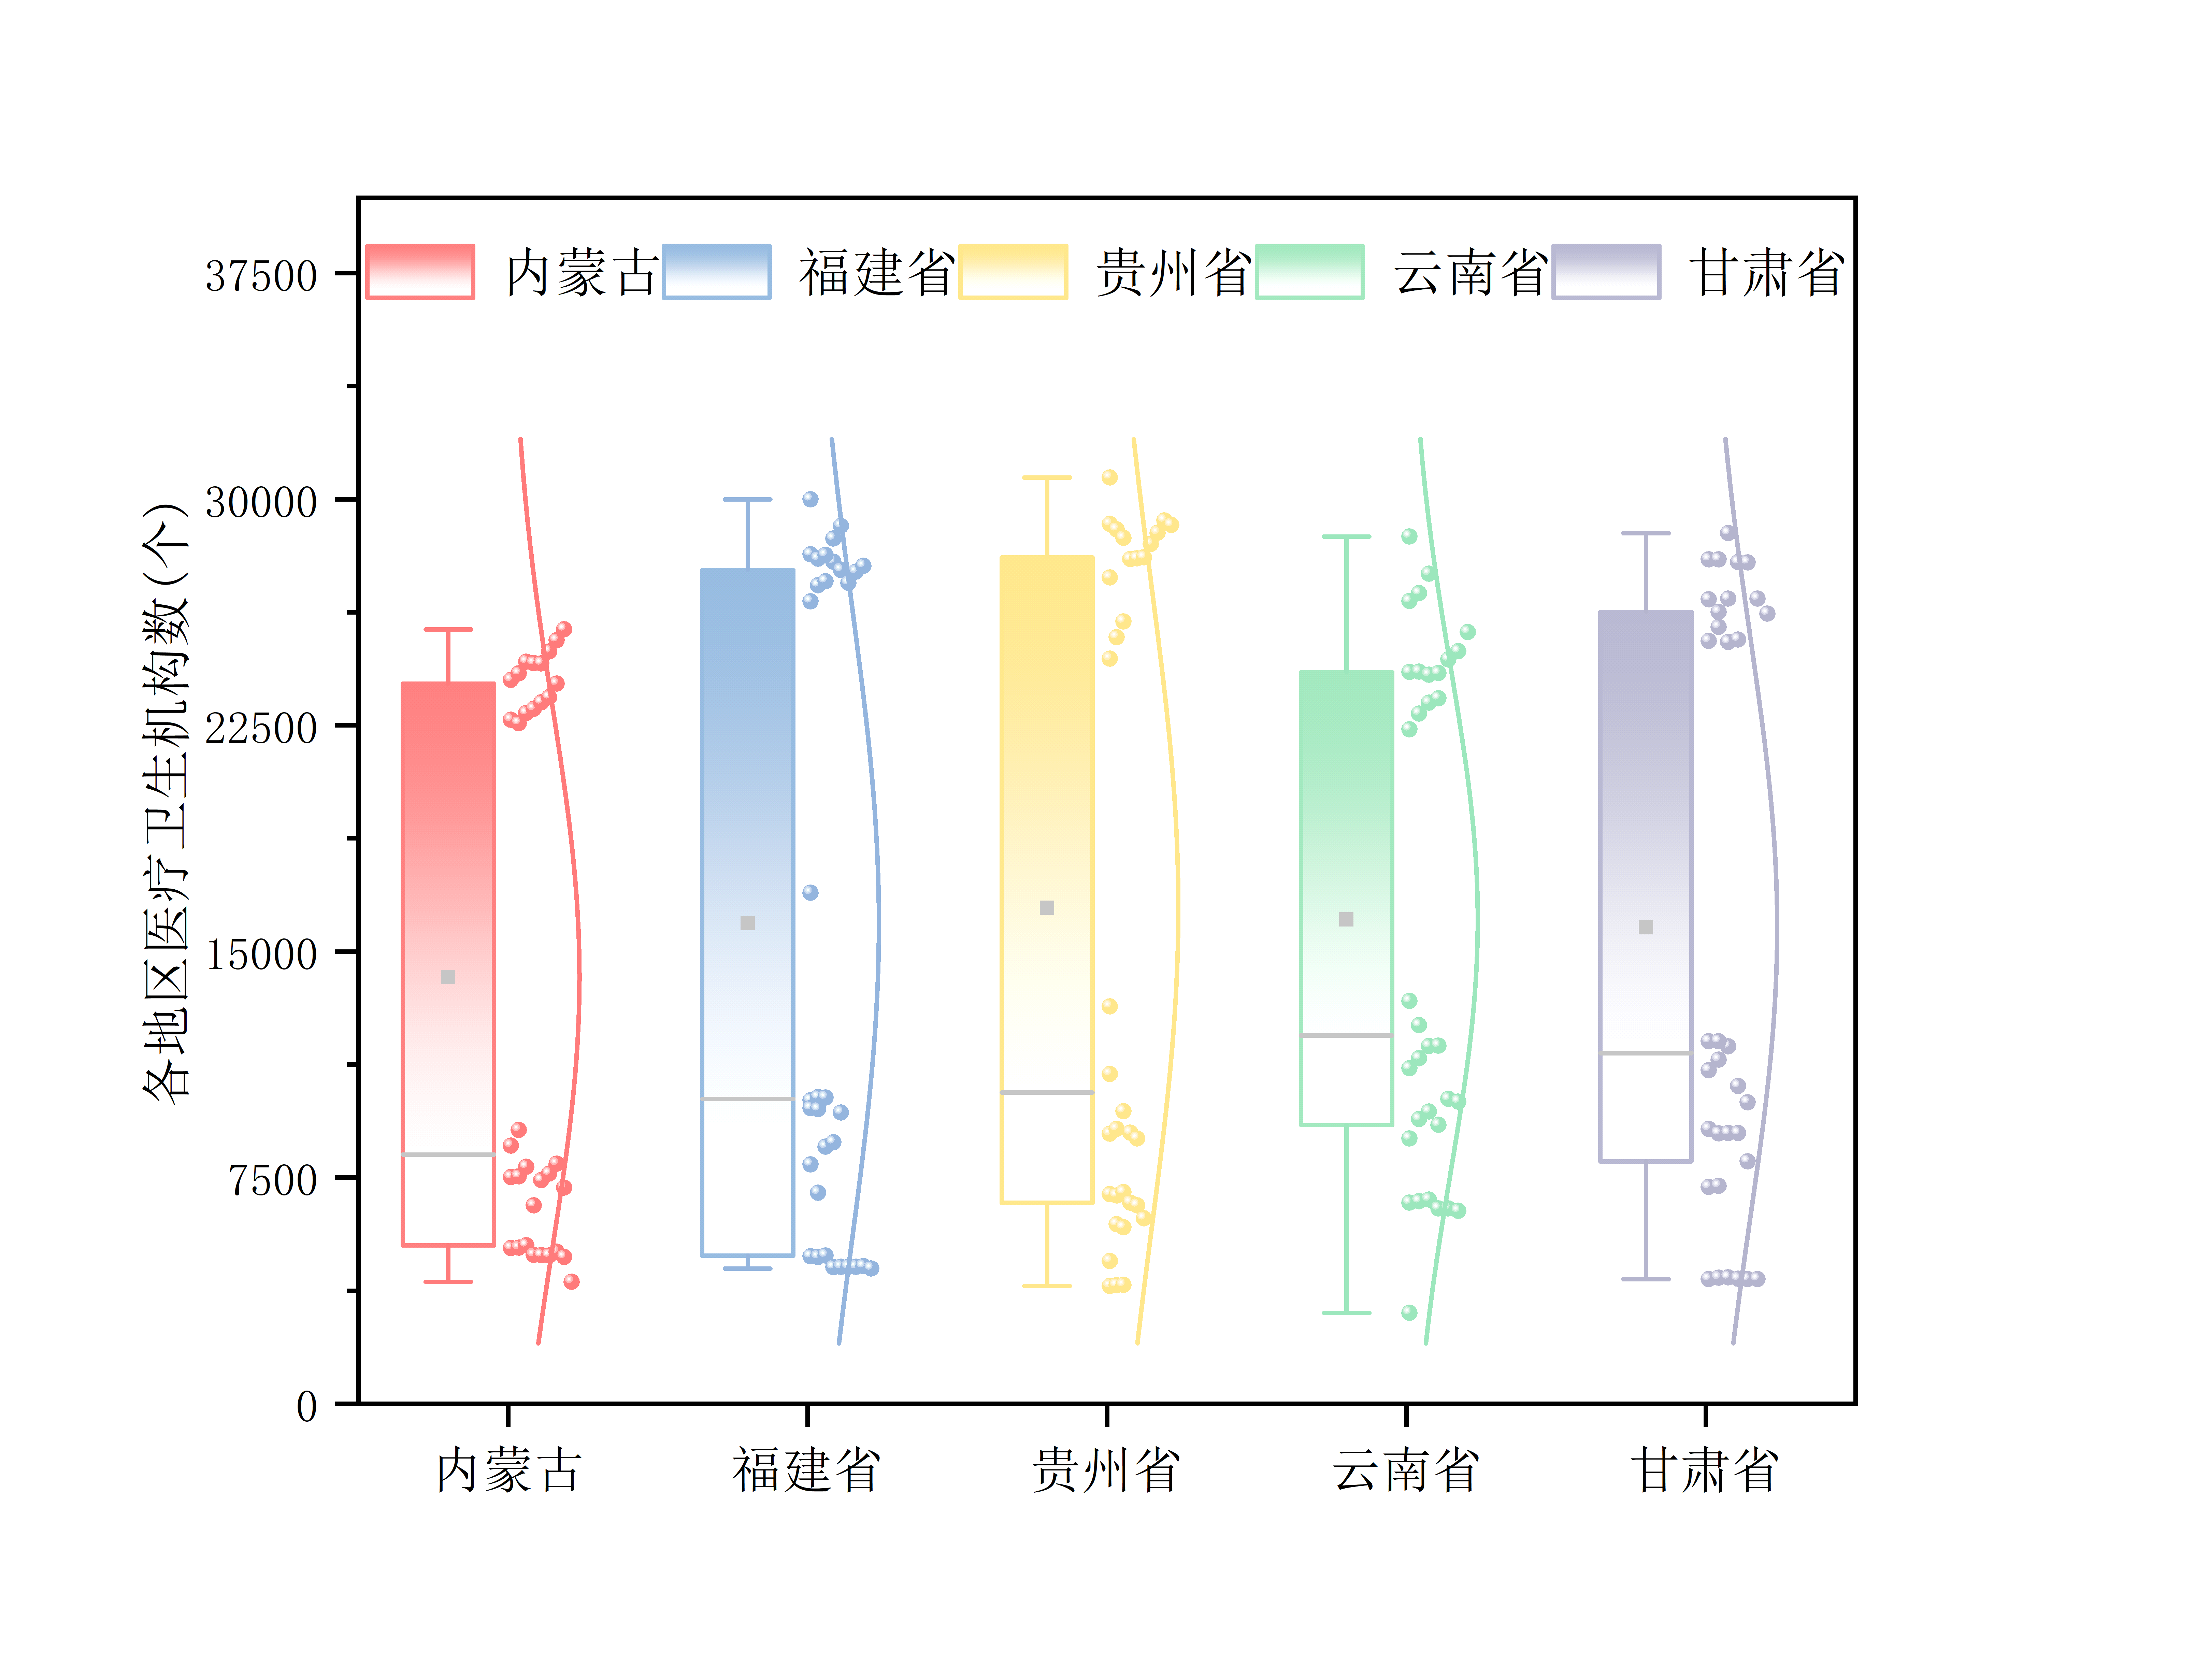 内蒙古 福建省 贵州省 云南省 甘肃省
37500
30000
22500
15000
7500
0
各地区医疗卫生机构数(个)
内蒙古 福建省 贵州省 云南省 甘肃省